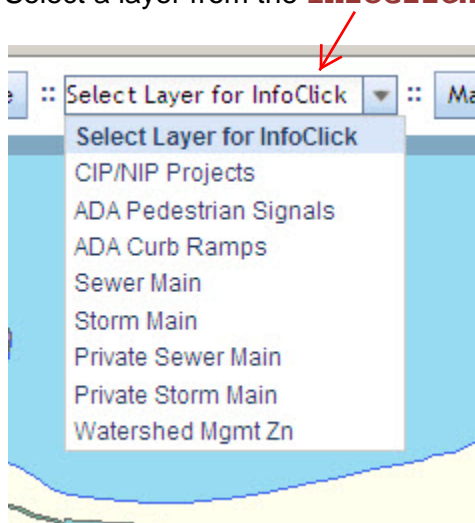 Select a layer from the
:: Select Layer for InfoClick :: Ma
Select Layer for InfoClick
CIP/NIP Projects
ADA Pedestrian Signals
ADA Curb Ramps
Sewer Main
Storm Main
Private Sewer Main
Private Storm Main
Watershed Mgmt Zn